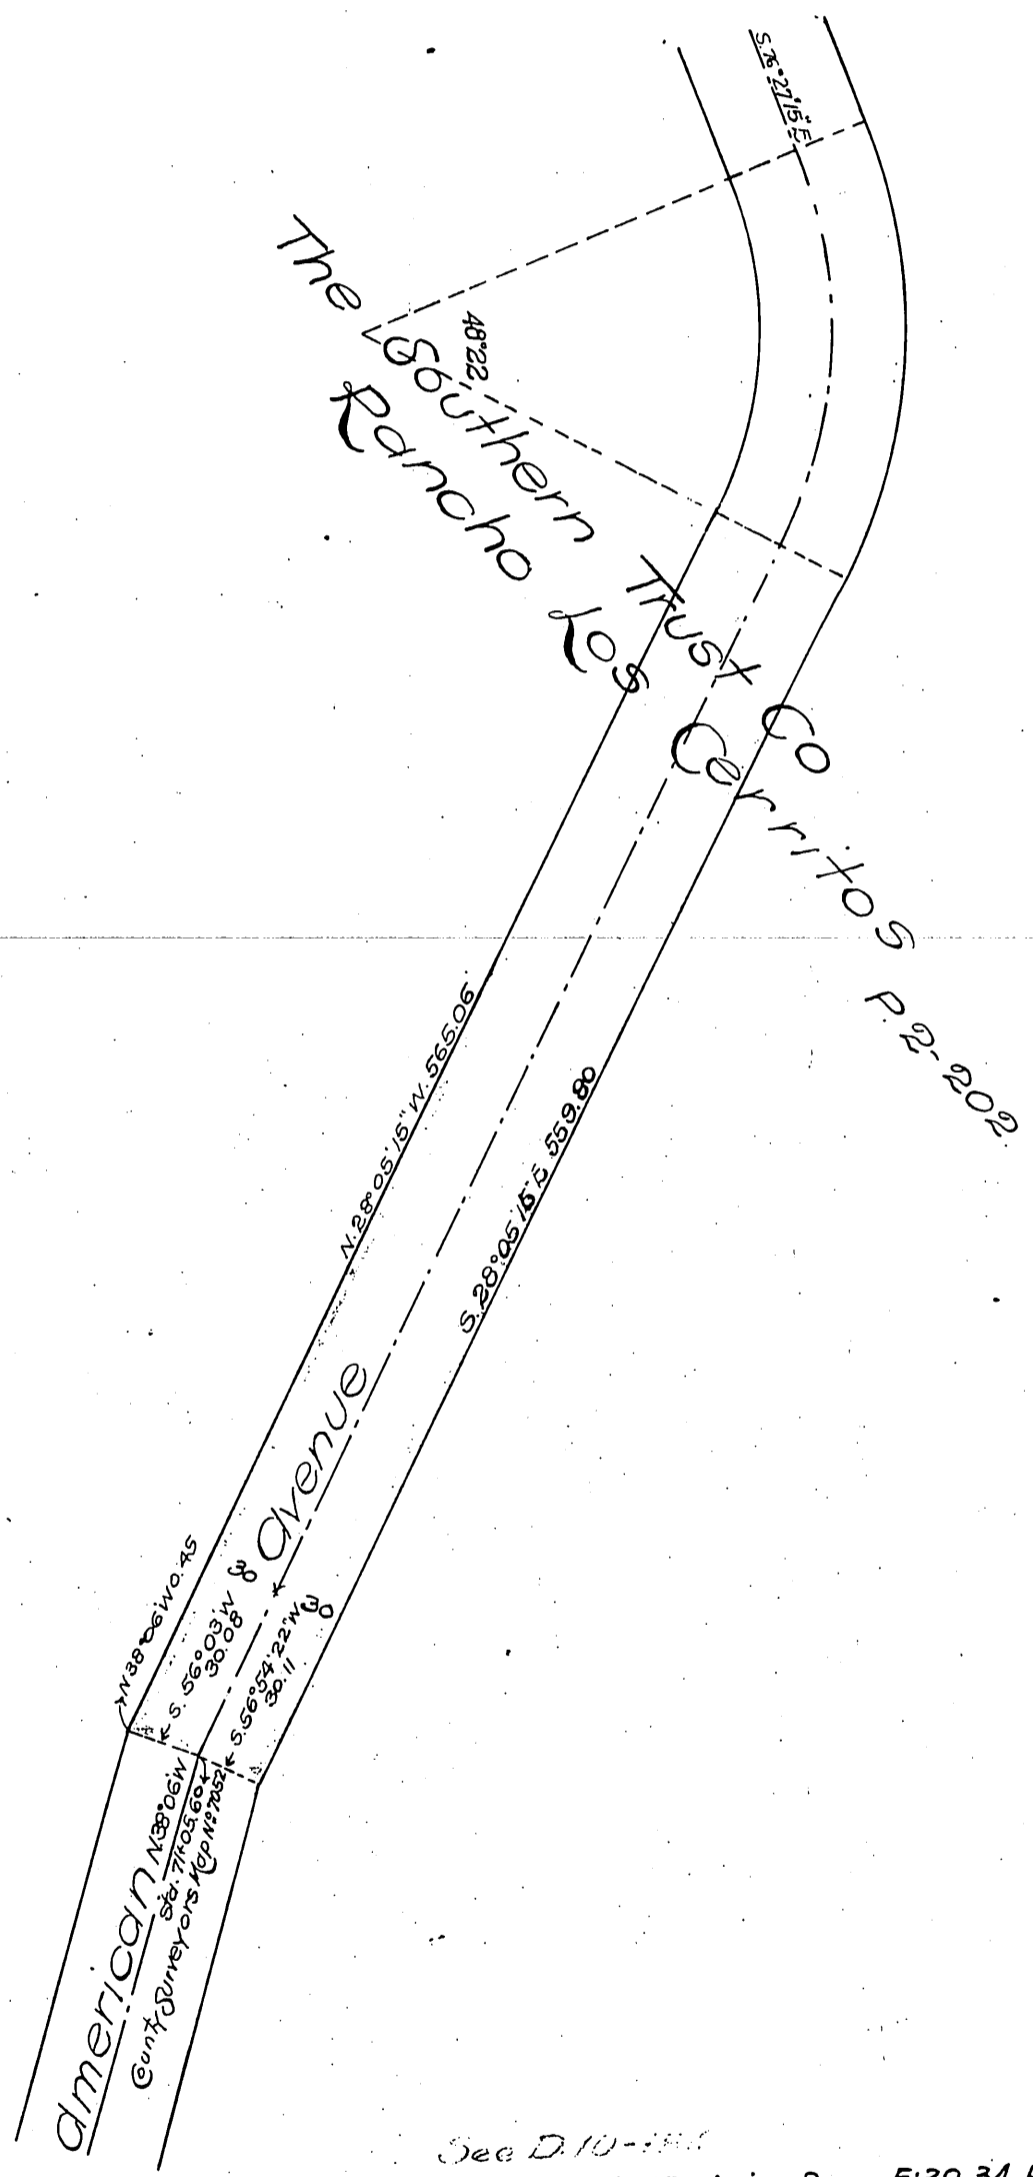 S.76°27'15"E
The Southern Trust Co
Rancho Los Cerritos P.2-202
48°22'
N.28°05'15"W. 565.06'
S.28°05'15"E 559.80
avenue
30
30
N38°06'W 0.45
S.56°03'W
30.08
S.56°54'22"W
30.11
american
N38°06'W
Sta. 71+05.60
County Surveyors Map Nº 7052
See D.10-